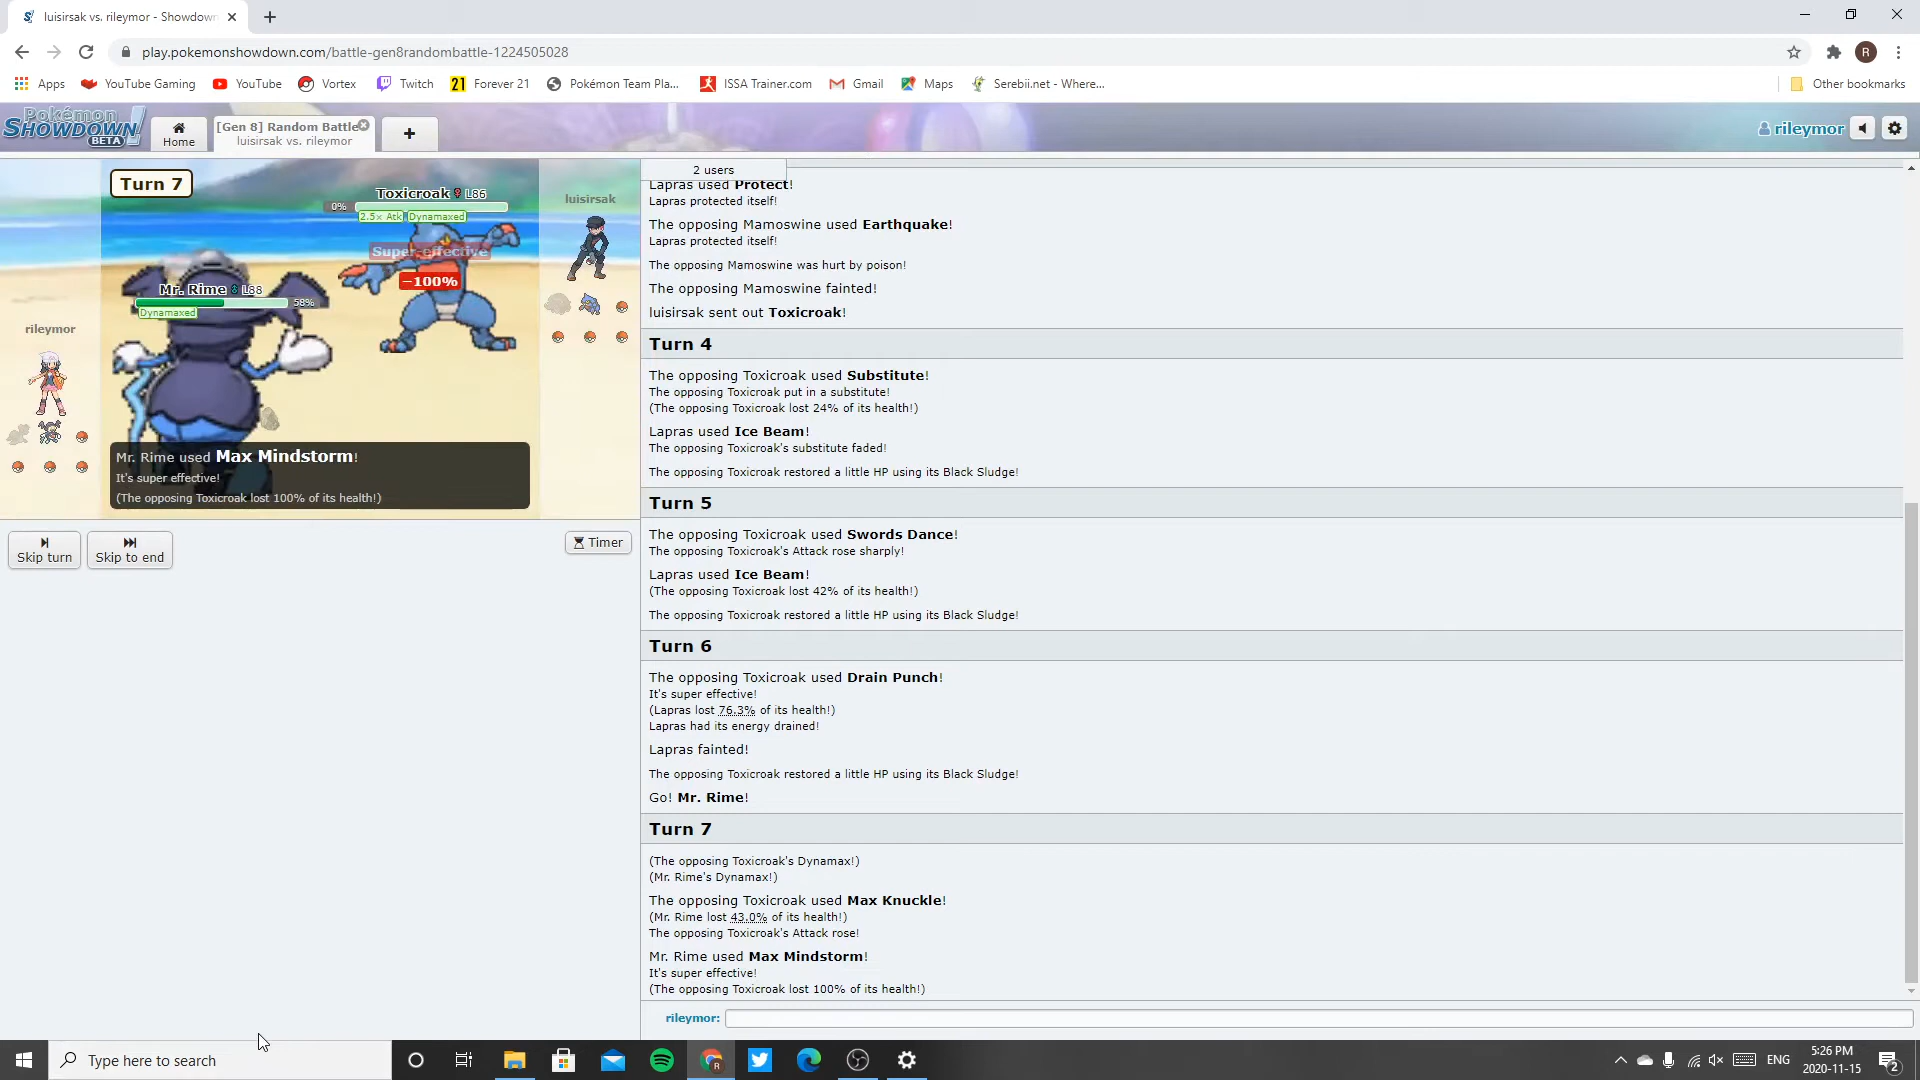 luisirsak vs. rileymor - Showdown
play.pokemonshowdown.com/battle-gen8randombattle-1224505028
R
Apps
YouTube Gaming
YouTube
Vortex
Twitch
21
Forever 21
Pokémon Team Pla...
ISSA Trainer.com
Gmail
Maps
Serebii.net - Where...
Other bookmarks
Pokémon
Showdown!
BETA
Home
[Gen 8] Random Battle
luisirsak vs. rileymor
rileymor
Turn 7
Toxicroak L86
0%
2.5× Atk Dynamaxed
Super-effective
−100%
Mr. Rime L88
58%
Dynamaxed
luisirsak
rileymor
Mr. Rime used Max Mindstorm!
It's super effective!
(The opposing Toxicroak lost 100% of its health!)
Skip turn
Skip to end
Timer
2 users
Lapras used Protect!
Lapras protected itself!
The opposing Mamoswine used Earthquake!
Lapras protected itself!
The opposing Mamoswine was hurt by poison!
The opposing Mamoswine fainted!
luisirsak sent out Toxicroak!
Turn 4
The opposing Toxicroak used Substitute!
The opposing Toxicroak put in a substitute!
(The opposing Toxicroak lost 24% of its health!)
Lapras used Ice Beam!
The opposing Toxicroak's substitute faded!
The opposing Toxicroak restored a little HP using its Black Sludge!
Turn 5
The opposing Toxicroak used Swords Dance!
The opposing Toxicroak's Attack rose sharply!
Lapras used Ice Beam!
(The opposing Toxicroak lost 42% of its health!)
The opposing Toxicroak restored a little HP using its Black Sludge!
Turn 6
The opposing Toxicroak used Drain Punch!
It's super effective!
(Lapras lost 76.3% of its health!)
Lapras had its energy drained!
Lapras fainted!
The opposing Toxicroak restored a little HP using its Black Sludge!
Go! Mr. Rime!
Turn 7
(The opposing Toxicroak's Dynamax!)
(Mr. Rime's Dynamax!)
The opposing Toxicroak used Max Knuckle!
(Mr. Rime lost 43.0% of its health!)
The opposing Toxicroak's Attack rose!
Mr. Rime used Max Mindstorm!
It's super effective!
(The opposing Toxicroak lost 100% of its health!)
rileymor:
Type here to search
ENG
5:26 PM
2020-11-15
2